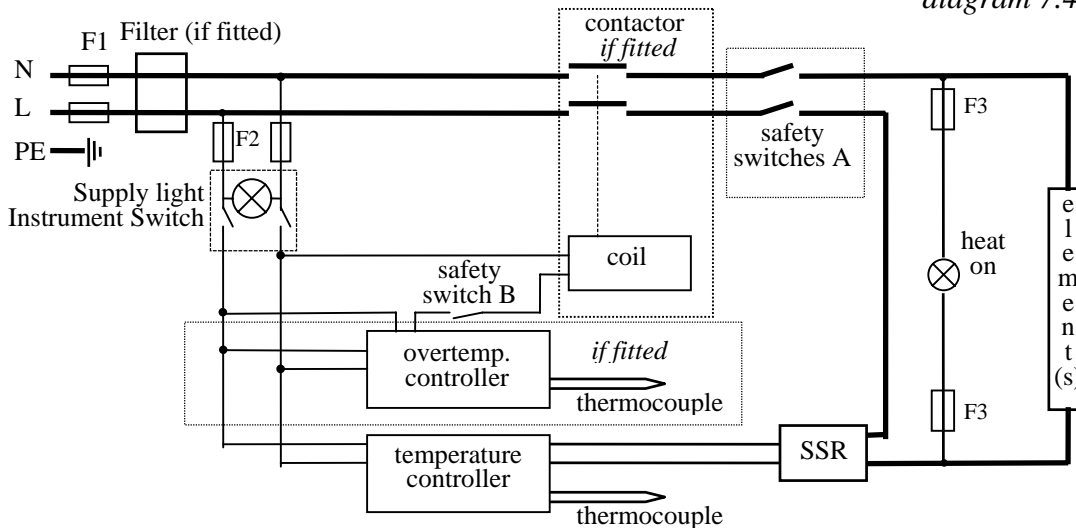 diagram 7.4
contactor
if fitted
F1
Filter (if fitted)
N
L
PE
F2
Supply light
Instrument Switch
safety
switches A
F3
coil
heat
on
element(s)
safety
switch B
overtemp.
controller
if fitted
thermocouple
F3
temperature
controller
SSR
thermocouple